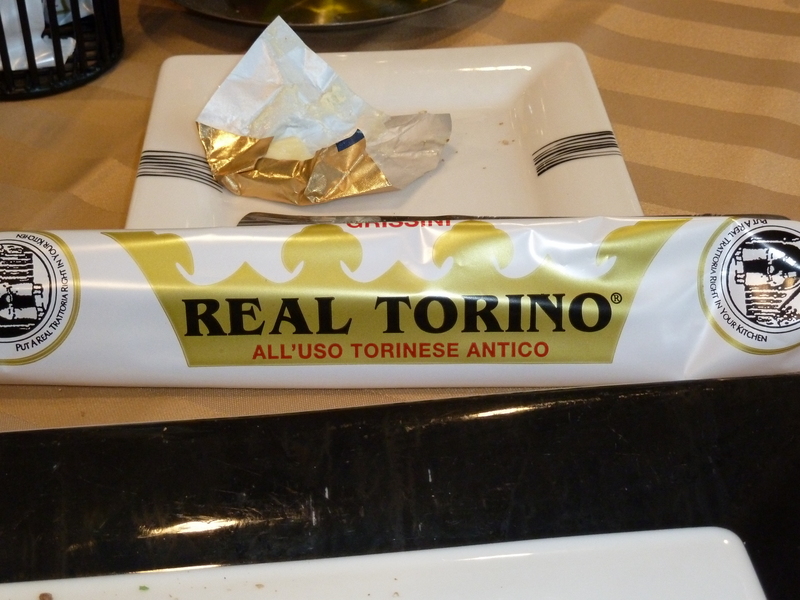 GRISSINI
REAL TORINO®
ALL'USO TORINESE ANTICO
PUT A REAL TRATTORIA RIGHT IN YOUR KITCHEN
PUT A REAL TRATTORIA RIGHT IN YOUR KITCHEN